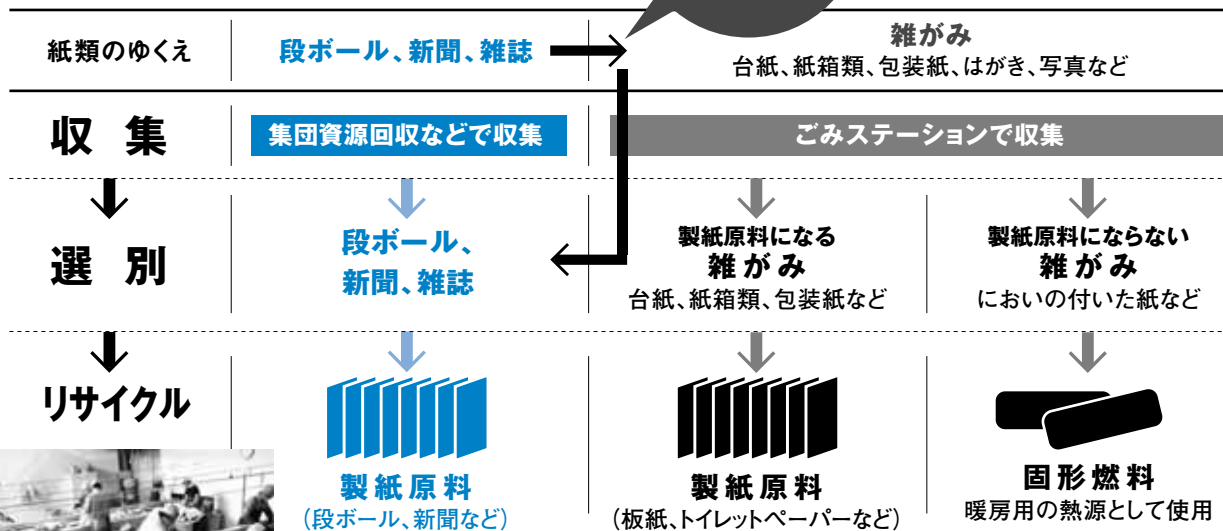 紙類のゆくえ
段ボール、新聞、雑誌
雑がみ
台紙、紙箱類、包装紙、はがき、写真など
収集
集団資源回収などで収集
ごみステーションで収集
選別
段ボール、
新聞、雑誌
製紙原料になる
雑がみ
台紙、紙箱類、包装紙など
製紙原料にならない
雑がみ
においの付いた紙など
リサイクル
製紙原料
(段ボール、新聞など)
製紙原料
(板紙、トイレットペーパーなど)
固形燃料
暖房用の熱源として使用